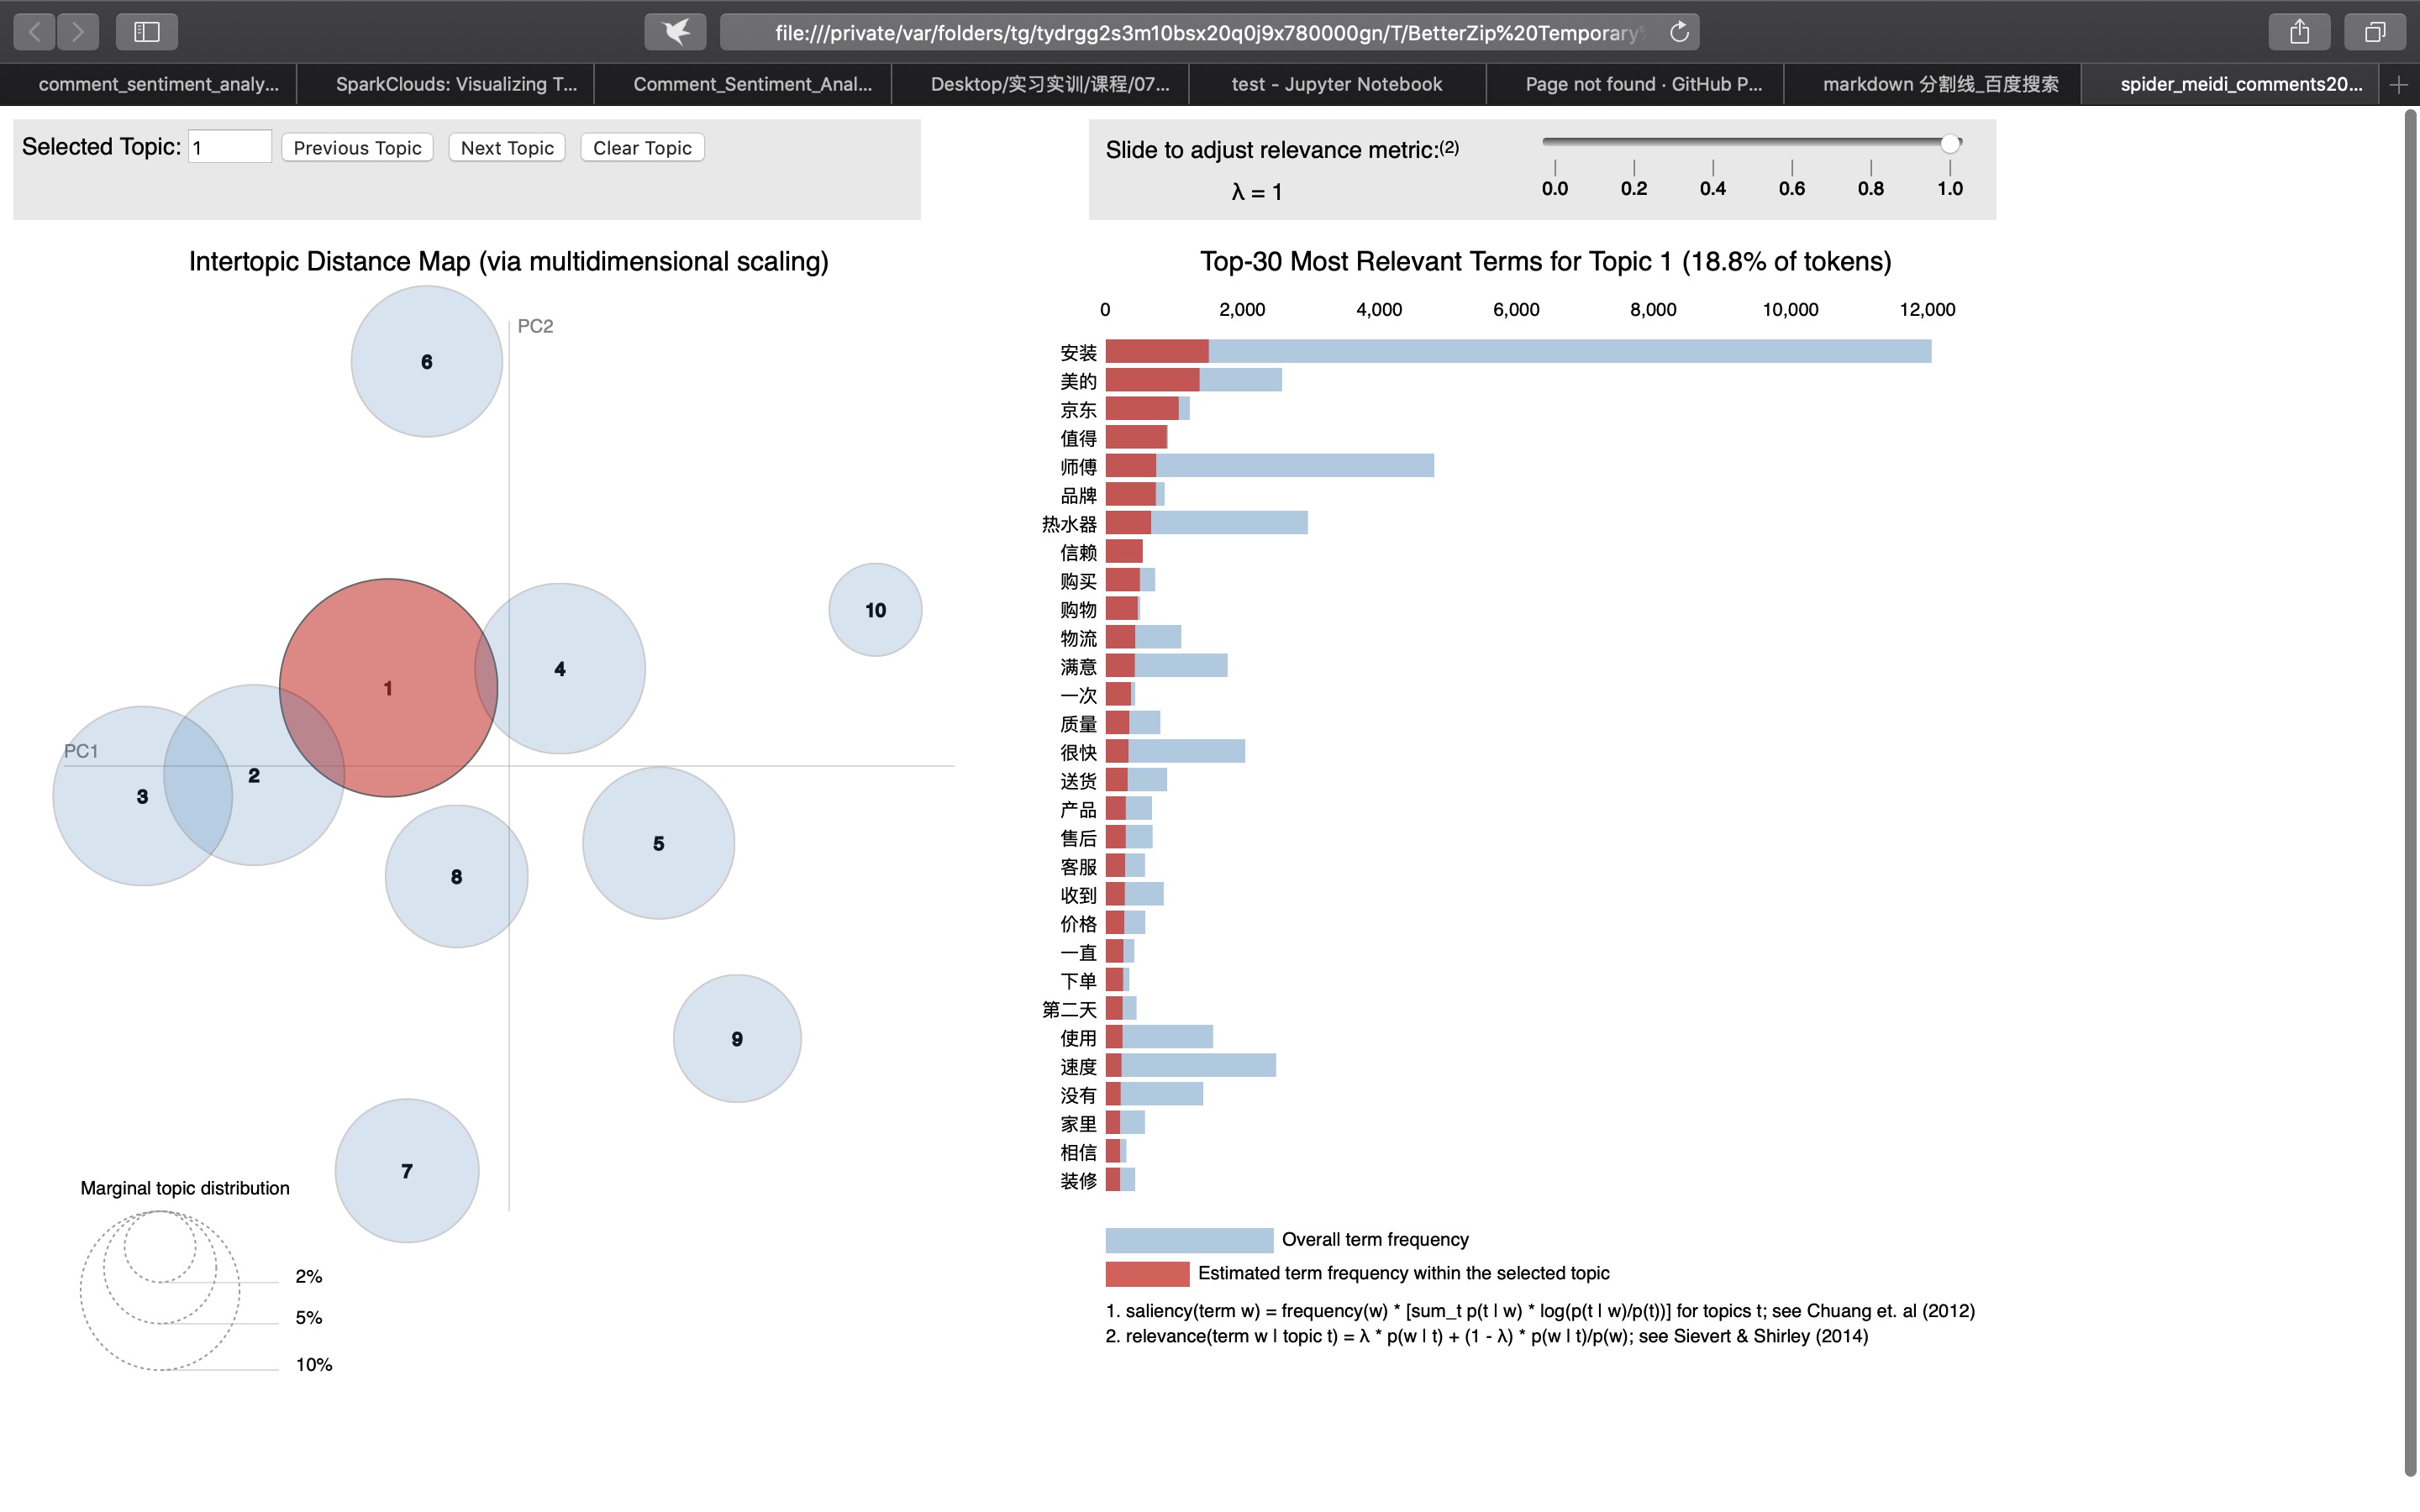 file:///private/var/folders/tg/tydrgg2s3m10bsx20q0j9x780000gn/T/BetterZip%20Temporary%
comment_sentiment_analy...
SparkClouds: Visualizing T...
Comment_Sentiment_Anal...
Desktop/实习实训/课程/07...
test - Jupyter Notebook
Page not found · GitHub P...
markdown 分割线_百度搜索
spider_meidi_comments20...
Selected Topic: 1 Previous Topic Next Topic Clear Topic
Slide to adjust relevance metric:(2)
λ = 1
0.0 0.2 0.4 0.6 0.8 1.0
Intertopic Distance Map (via multidimensional scaling)
PC2
6
10
4
1
PC1
2
3
5
8
9
7
Marginal topic distribution
2%
5%
10%
Top-30 Most Relevant Terms for Topic 1 (18.8% of tokens)
0 2,000 4,000 6,000 8,000 10,000 12,000
安装
美的
京东
值得
师傅
品牌
热水器
信赖
购买
购物
物流
满意
一次
质量
很快
送货
产品
售后
客服
收到
价格
一直
下单
第二天
使用
速度
没有
家里
相信
装修
Overall term frequency
Estimated term frequency within the selected topic
1. saliency(term w) = frequency(w) * [sum_t p(t | w) * log(p(t | w)/p(t))] for topics t; see Chuang et. al (2012)
2. relevance(term w | topic t) = λ * p(w | t) + (1 - λ) * p(w | t)/p(w); see Sievert & Shirley (2014)